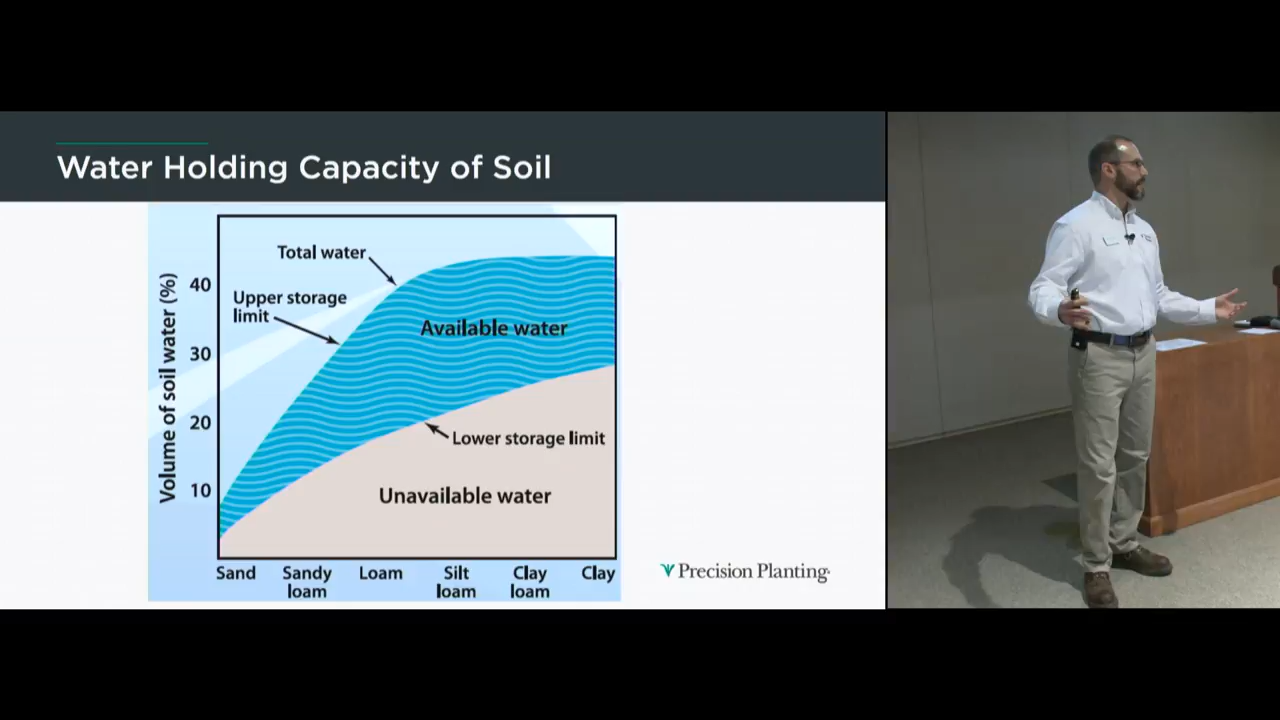 Water Holding Capacity of Soil
Total water
Upper storage
limit
Available water
Lower storage limit
Unavailable water
Volume of soil water (%)
40
30
20
10
Sand
Sandy
loam
Loam
Silt
loam
Clay
loam
Clay
Precision Planting